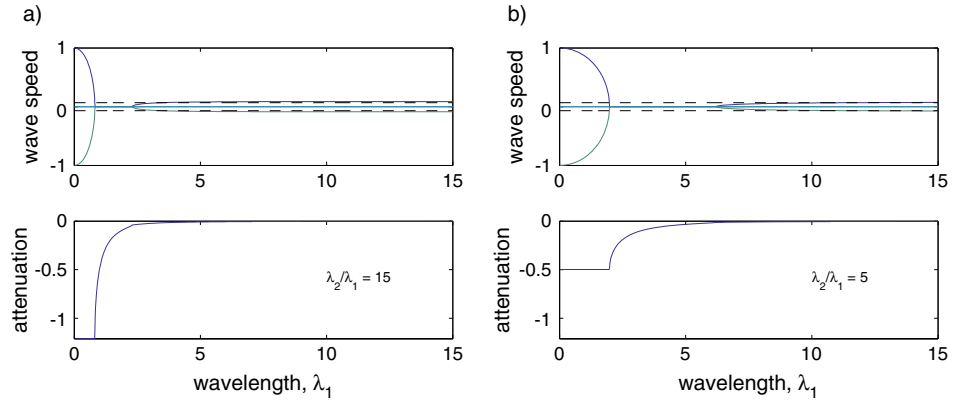 a)
1
0
-1
wave speed
0 5 10 15
0
-0.5
-1
attenuation
λ2/λ1 = 15
0 5 10 15
wavelength, λ1
b)
1
0
-1
wave speed
0 5 10 15
0
-0.5
-1
attenuation
λ2/λ1 = 5
0 5 10 15
wavelength, λ1